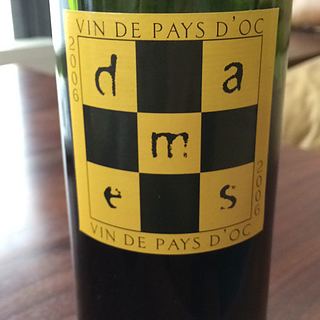 VIN DE PAYS D'OC
2006
d a
m
e s
2006
VIN DE PAYS D'OC